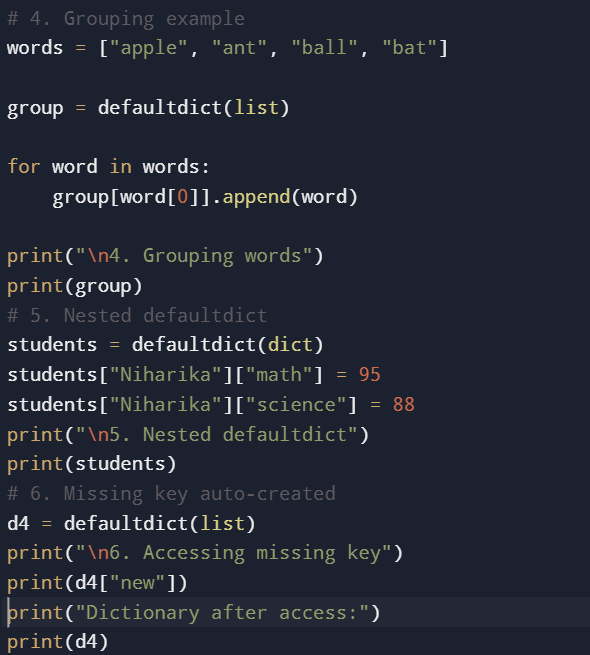 # 4. Grouping example
words = ["apple", "ant", "ball", "bat"]
group = defaultdict(list)
for word in words:
    group[word[0]].append(word)
print("\n4. Grouping words")
print(group)
# 5. Nested defaultdict
students = defaultdict(dict)
students["Niharika"]["math"] = 95
students["Niharika"]["science"] = 88
print("\n5. Nested defaultdict")
print(students)
# 6. Missing key auto-created
d4 = defaultdict(list)
print("\n6. Accessing missing key")
print(d4["new"])
print("Dictionary after access:")
print(d4)